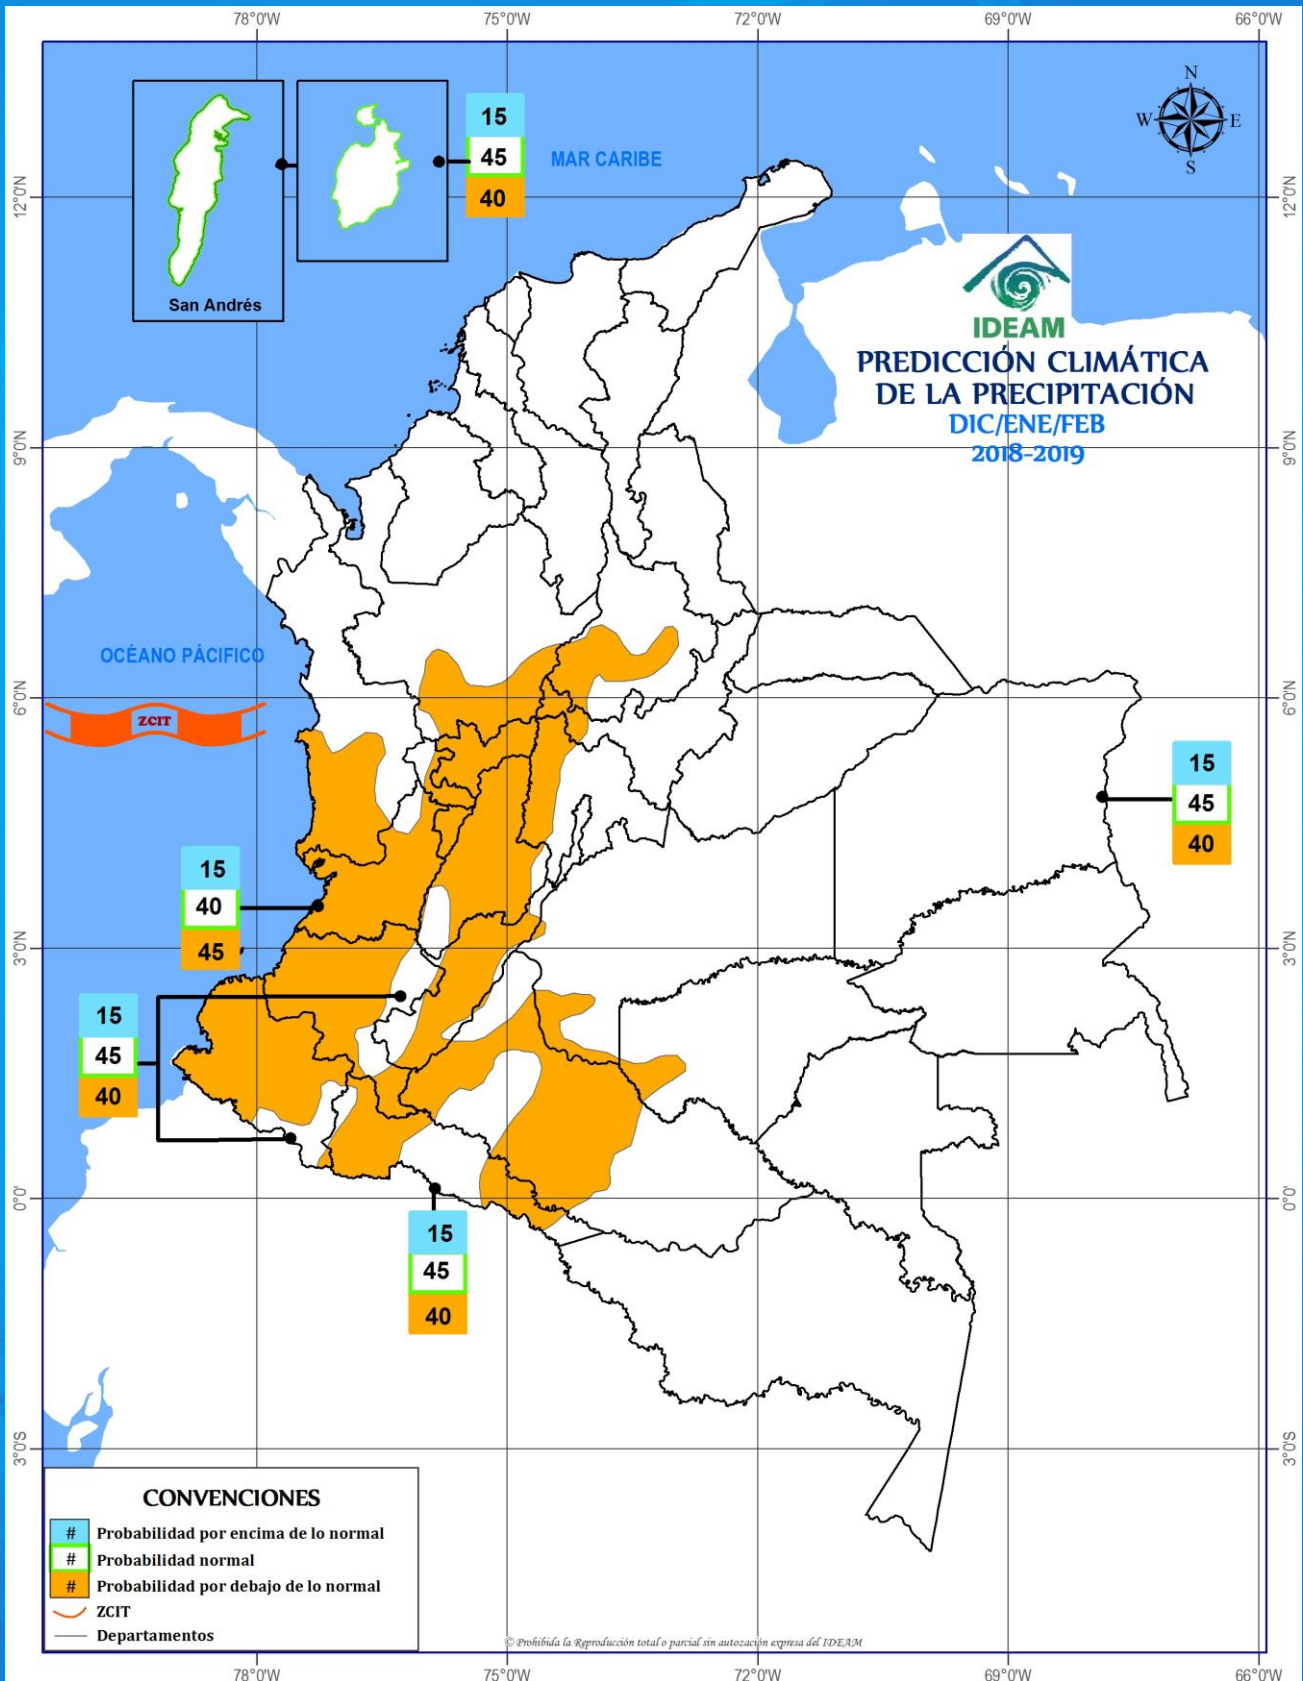 78°0'W
75°0'W
72°0'W
69°0'W
66°0'W
N
W
E
S
15
45
40
MAR CARIBE
San Andrés
12°0'N
12°0'N
IDEAM
PREDICCIÓN CLIMÁTICA
DE LA PRECIPITACIÓN
DIC/ENE/FEB
2018-2019
9°0'N
9°0'N
OCÉANO PÁCIFICO
6°0'N
6°0'N
ZCIT
15
45
40
15
40
45
3°0'N
3°0'N
15
45
40
0°0'
0°0'
15
45
40
3°0'S
3°0'S
CONVENCIONES
# Probabilidad por encima de lo normal
# Probabilidad normal
# Probabilidad por debajo de lo normal
ZCIT
Departamentos
© Prohibida la Reproducción total o parcial sin autozación expresa del IDEAM
78°0'W
75°0'W
72°0'W
69°0'W
66°0'W